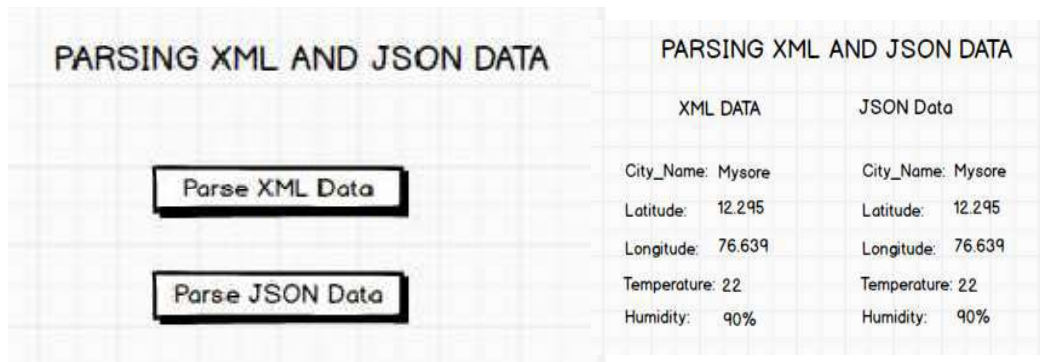 PARSING XML AND JSON DATA
Parse XML Data
Parse JSON Data
PARSING XML AND JSON DATA
XML DATA JSON Data
City_Name: Mysore City_Name: Mysore
Latitude: 12.295 Latitude: 12.295
Longitude: 76.639 Longitude: 76.639
Temperature: 22 Temperature: 22
Humidity: 90% Humidity: 90%